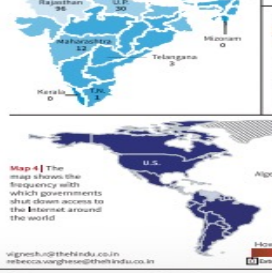 Rajasthan
96
U.P.
30
Maharashtra
12
Mizoram
0
Telangana
3
Kerala
0
T.N.
1
Map 4 | The
map shows the
frequency with
which governments
shut down access to
the Internet around
the world
U.S.
vignesh.r@thehindu.co.in
rebecca.varghese@thehindu.co.in